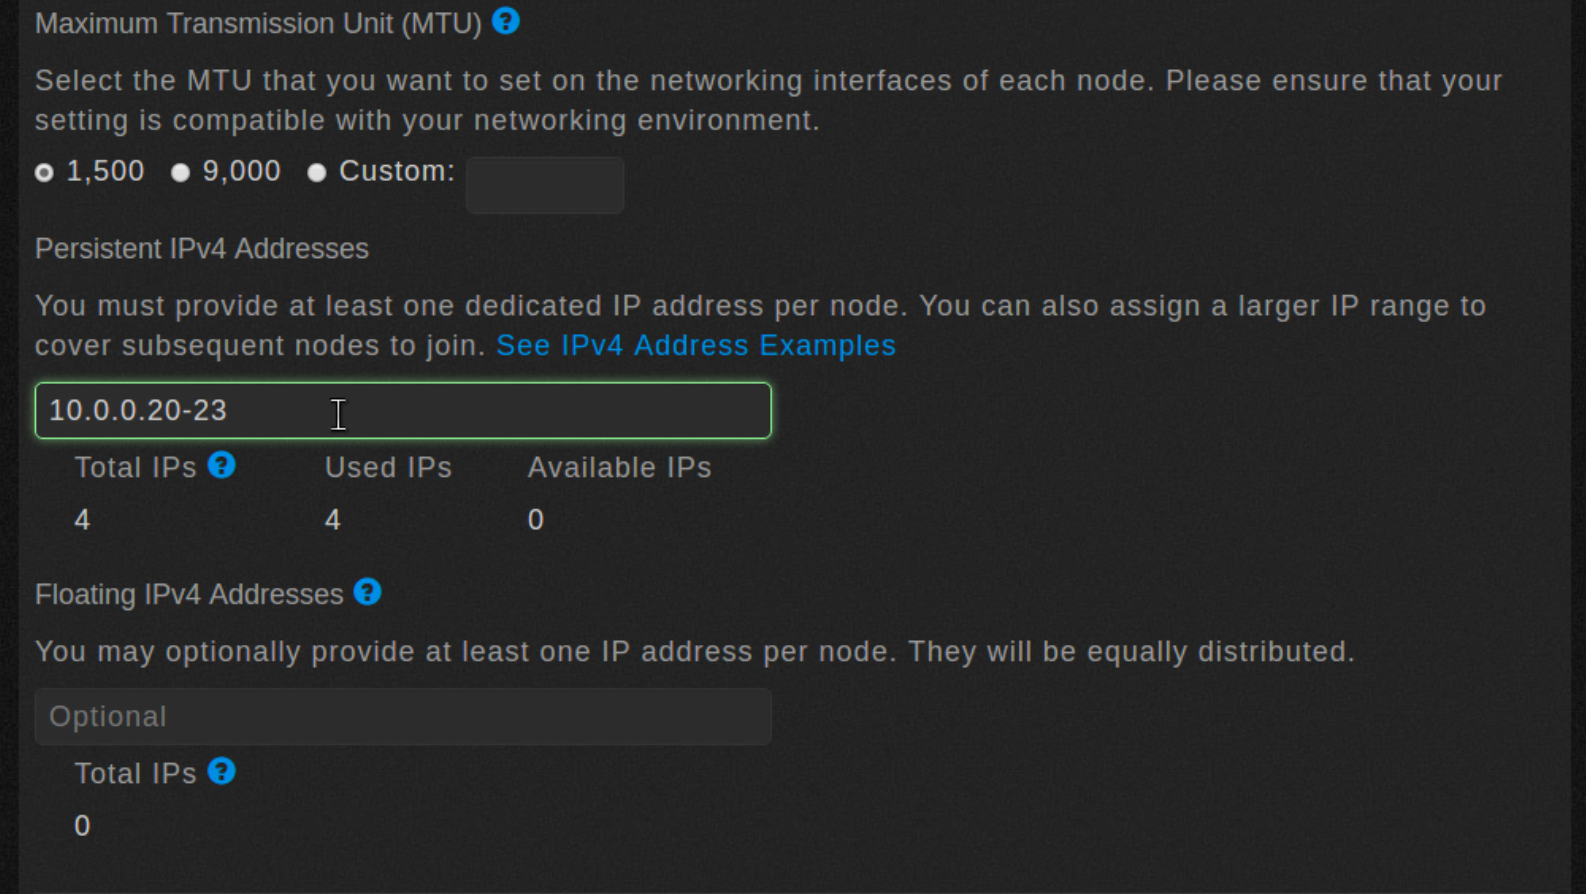 Maximum Transmission Unit (MTU) ?
Select the MTU that you want to set on the networking interfaces of each node. Please ensure that your
setting is compatible with your networking environment.
1,500 9,000 Custom:
Persistent IPv4 Addresses
You must provide at least one dedicated IP address per node. You can also assign a larger IP range to
cover subsequent nodes to join. See IPv4 Address Examples
10.0.0.20-23
Total IPs ? Used IPs Available IPs
4 4 0
Floating IPv4 Addresses ?
You may optionally provide at least one IP address per node. They will be equally distributed.
Optional
Total IPs ?
0